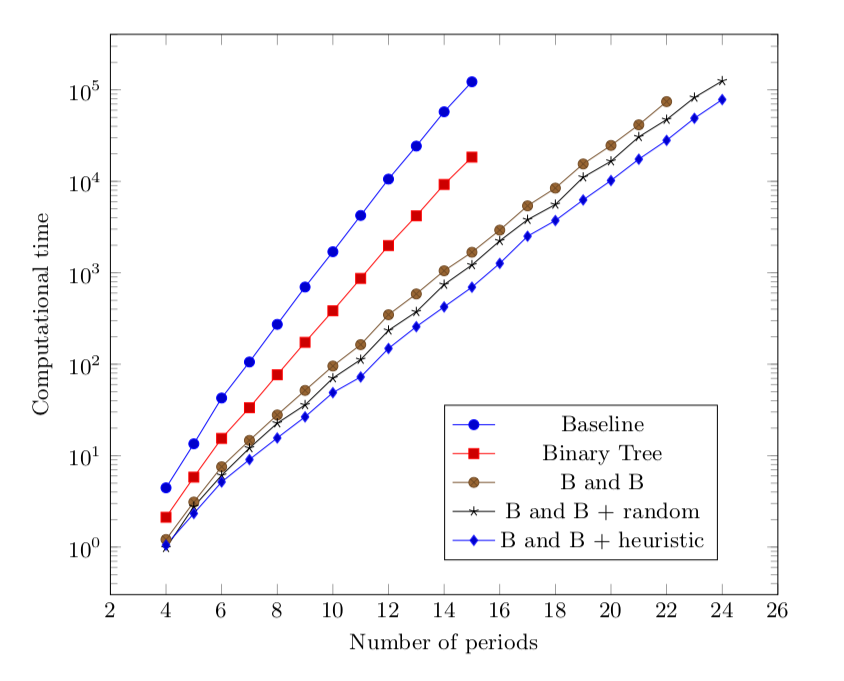 10^5
10^4
10^3
10^2
10^1
10^0
Computational time
Baseline
Binary Tree
B and B
B and B + random
B and B + heuristic
2 4 6 8 10 12 14 16 18 20 22 24 26
Number of periods